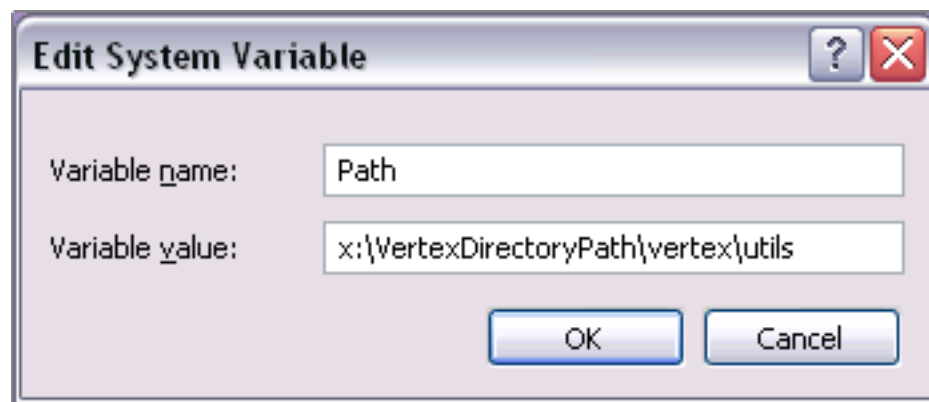 Edit System Variable ?
Variable name: Path
Variable value: x:\VertexDirectoryPath\vertex\utils
OK Cancel